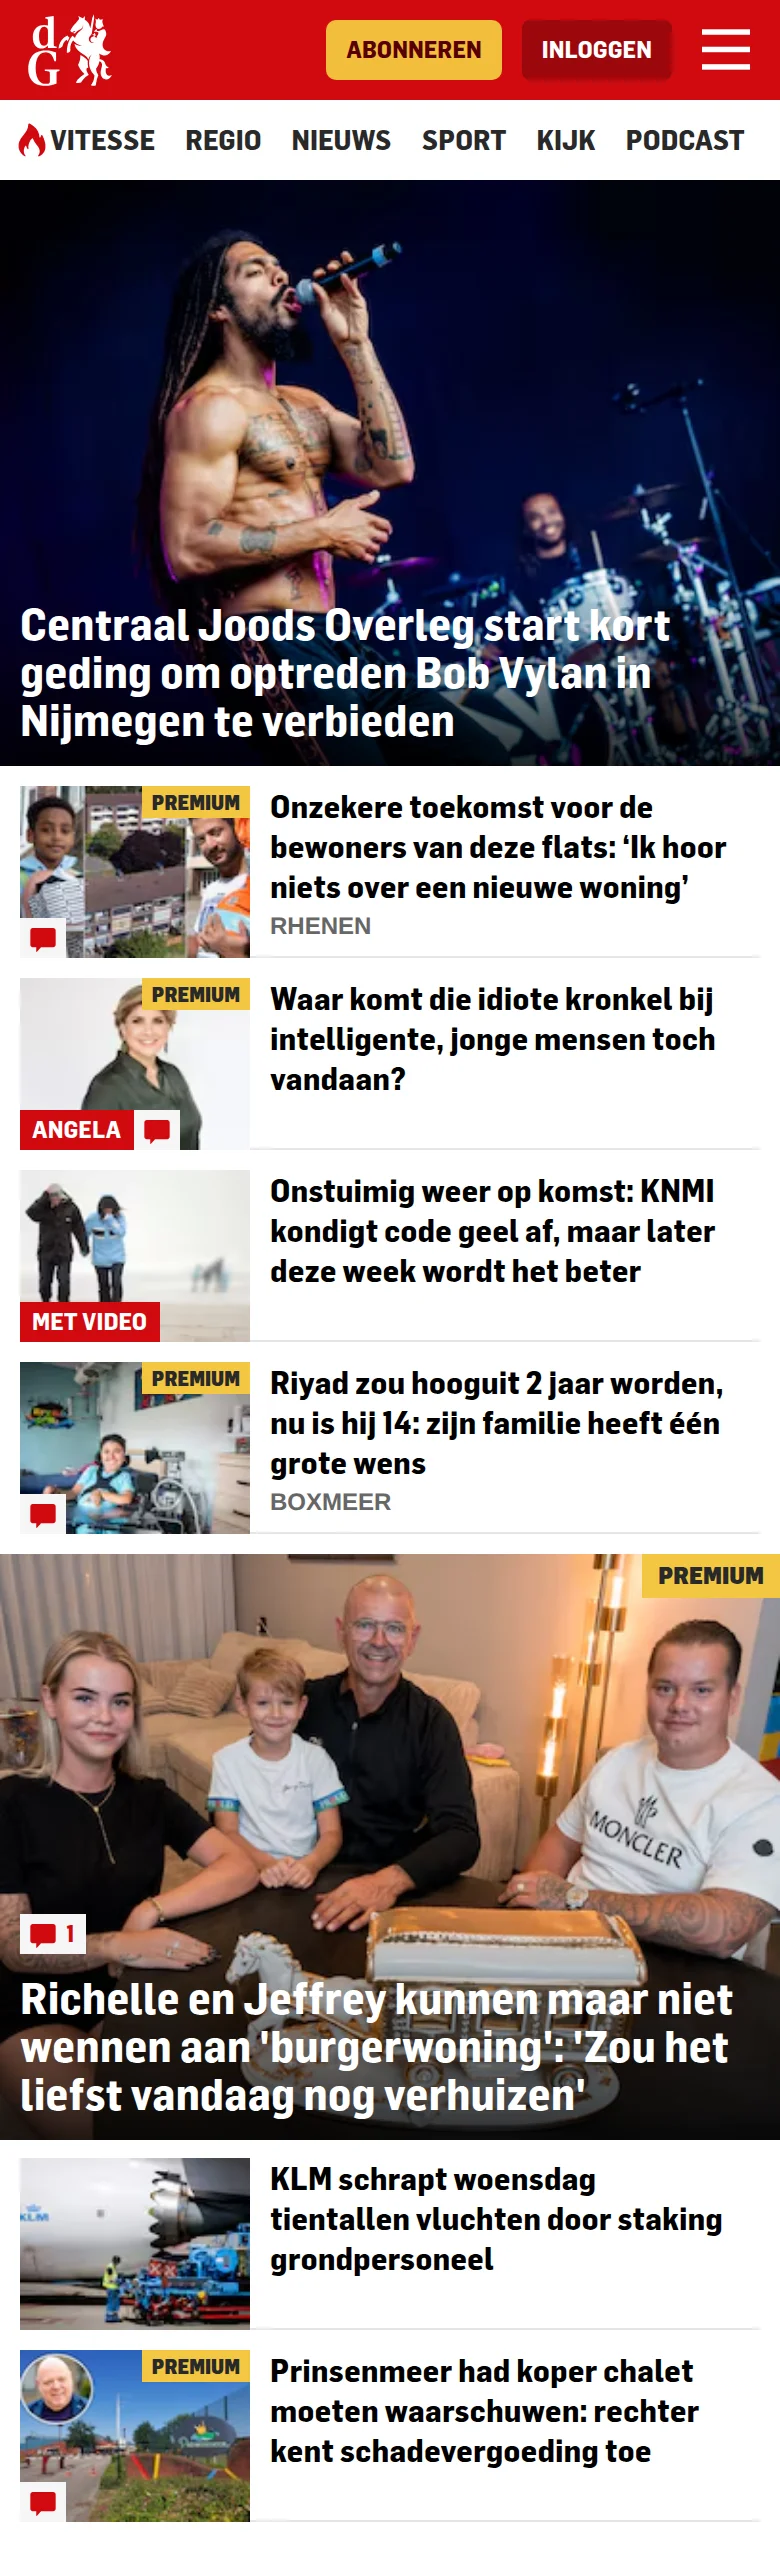 dG
ABONNEREN
INLOGGEN
VITESSE
REGIO
NIEUWS
SPORT
KIJK
PODCAST
Centraal Joods Overleg start kort
geding om optreden Bob Vylan in
Nijmegen te verbieden
PREMIUM
Onzekere toekomst voor de
bewoners van deze flats: ‘Ik hoor
niets over een nieuwe woning’
RHENEN
PREMIUM
ANGELA
Waar komt die idiote kronkel bij
intelligente, jonge mensen toch
vandaan?
MET VIDEO
Onstuimig weer op komst: KNMI
kondigt code geel af, maar later
deze week wordt het beter
PREMIUM
Riyad zou hooguit 2 jaar worden,
nu is hij 14: zijn familie heeft één
grote wens
BOXMEER
PREMIUM
MONCLER
1
Richelle en Jeffrey kunnen maar niet
wennen aan 'burgerwoning': 'Zou het
liefst vandaag nog verhuizen'
KLM
KLM schrapt woensdag
tientallen vluchten door staking
grondpersoneel
PREMIUM
Prinsenmeer had koper chalet
moeten waarschuwen: rechter
kent schadevergoeding toe